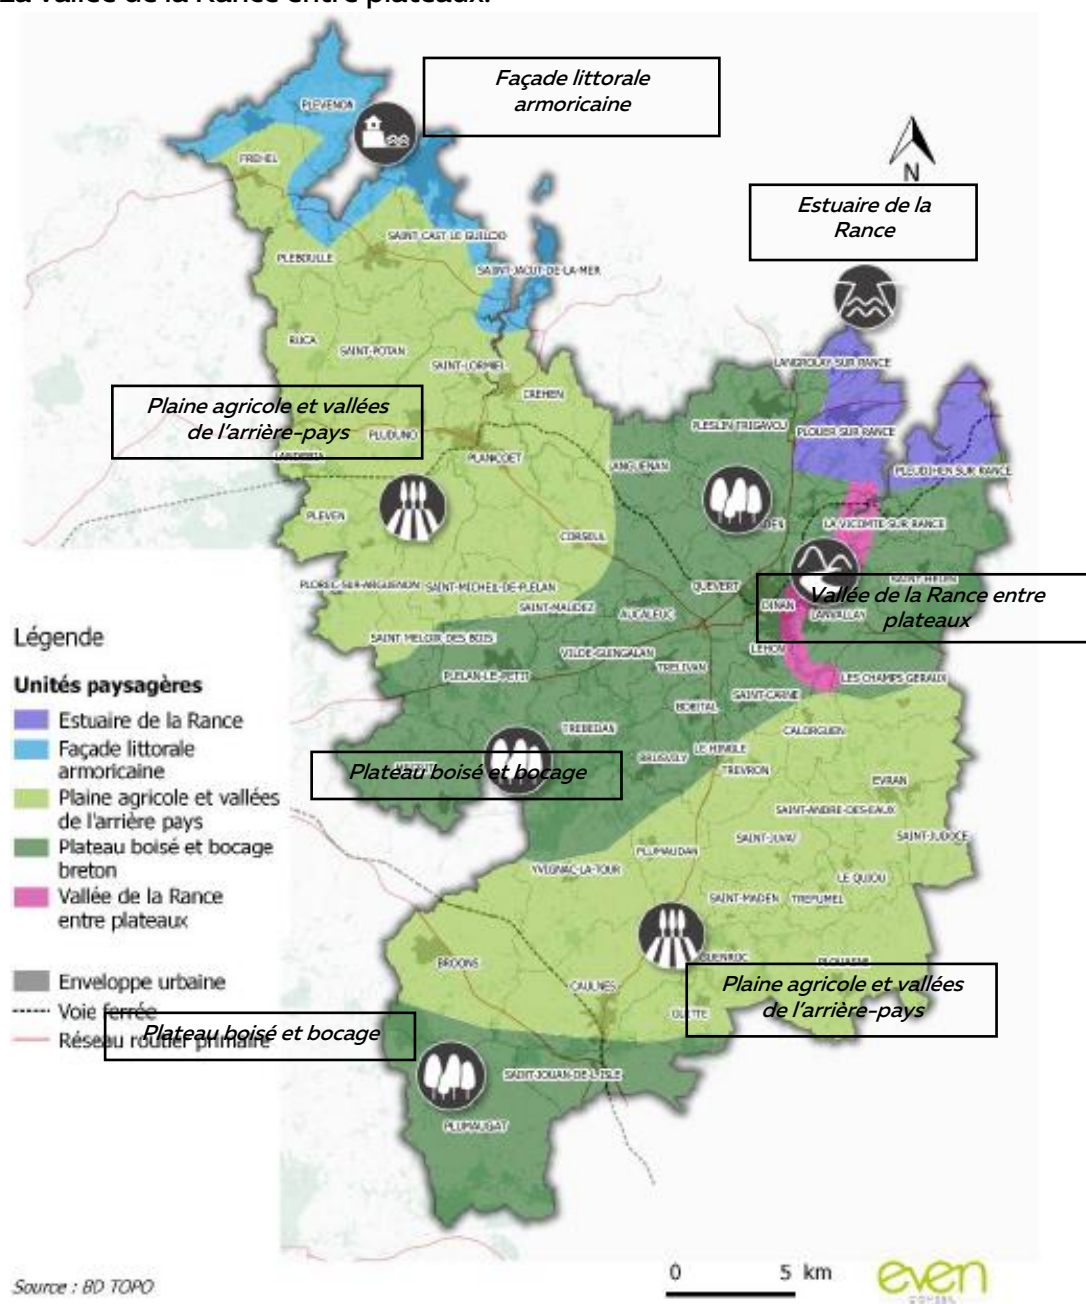 La vallée de la Rance entre plateaux.
Façade littorale
armoricaine
PLEVENON
FREHEL
N
Estuaire de la
Rance
SAINT CAST LE GUILDO
PLEBOULLE
SAINT-JACUT-DE-LA-MER
RUCA
SAINT-POTAN
SAINT-LORMEL
LANGROLAY-SUR-RANCE
CREHEN
Plaine agricole et vallées
de l'arrière-pays
PLUDUNO
PLESLIN-TRIGAVOU
PLOUER-SUR-RANCE
LANDEBIA
PLANCOET
LANGUENAN
PLEUDIHEN-SUR-RANCE
PLEVEN
CORSEUL
LA VICOMTE-SUR-RANCE
PLOREC-SUR-ARGUENON
SAINT-MICHEL-DE-PLELAN
QUEVERT
SAINT-HELEN
Vallée de la Rance entre
plateaux
SAINT-MAUDEZ
AUCALEUC
DINAN
LANVALLAY
SAINT MELOIR DES BOIS
VILDE-GUINGALAN
LEHON
TRELIVAN
PLELAN-LE-PETIT
LES CHAMPS GERAUX
SAINT-CARNE
BOBITAL
TREBEDAN
CALORGUEN
LE HINGLE
BRUSVILY
TREVRON
Plateau boisé et bocage
EVRAN
SAINT-ANDRE-DES-EAUX
SAINT-JUVAT
SAINT-JUDOCE
PLUMAUDAN
YVIGNAC-LA-TOUR
LE QUIOU
SAINT-MADEN
TREFUMEL
GUENROC
PLOUASNE
BROONS
CAULNES
Plaine agricole et vallées
de l'arrière-pays
Plateau boisé et bocage
SAINT-JOUAN-DE-L'ISLE
PLUMAUGAT
Légende
Unités paysagères
Estuaire de la Rance
Façade littorale
armoricaine
Plaine agricole et vallées
de l'arrière pays
Plateau boisé et bocage
breton
Vallée de la Rance
entre plateaux
Enveloppe urbaine
Voie ferrée
Réseau routier primaire
Source : BD TOPO
0 5 km
even
CONSEIL